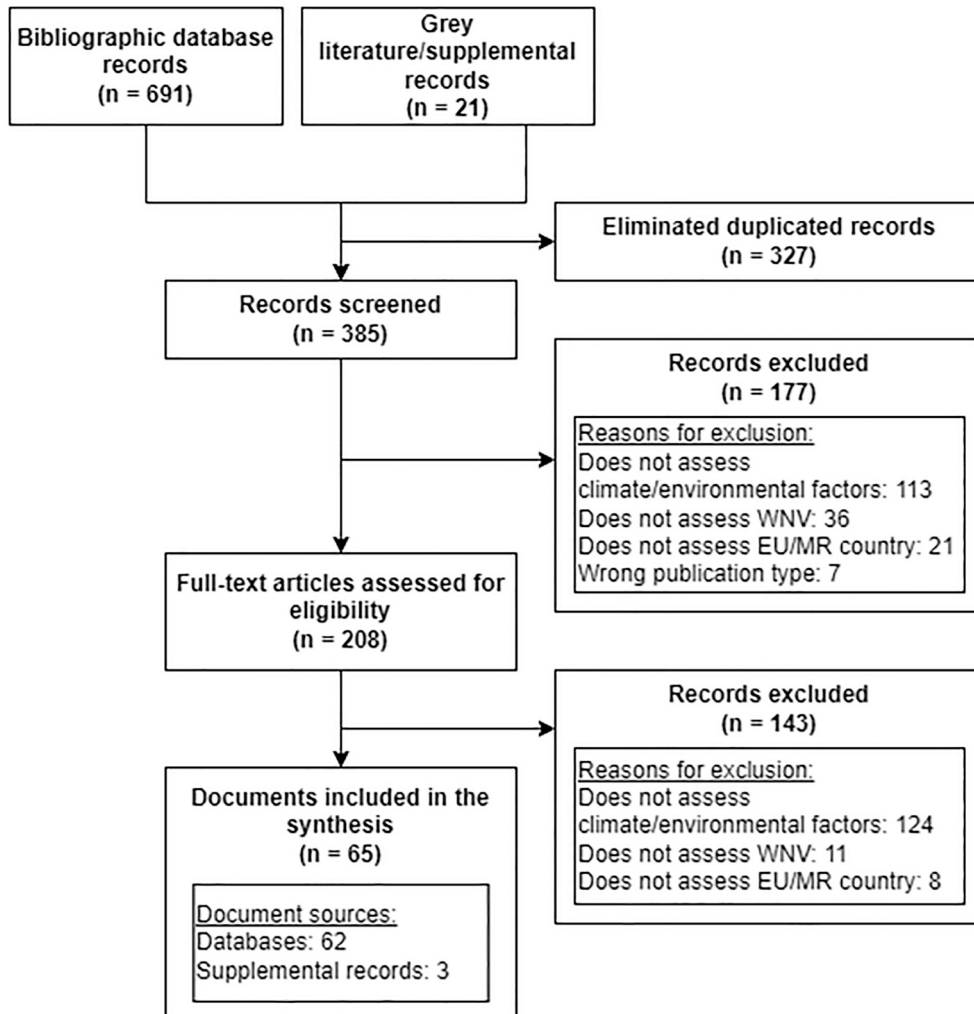 Bibliographic database
records
(n = 691)
Grey
literature/supplemental
records
(n = 21)
Eliminated duplicated records
(n = 327)
Records screened
(n = 385)
Records excluded
(n = 177)
Reasons for exclusion:
Does not assess
climate/environmental factors: 113
Does not assess WNV: 36
Does not assess EU/MR country: 21
Wrong publication type: 7
Full-text articles assessed for
eligibility
(n = 208)
Records excluded
(n = 143)
Reasons for exclusion:
Does not assess
climate/environmental factors: 124
Does not assess WNV: 11
Does not assess EU/MR country: 8
Documents included in the
synthesis
(n = 65)
Document sources:
Databases: 62
Supplemental records: 3